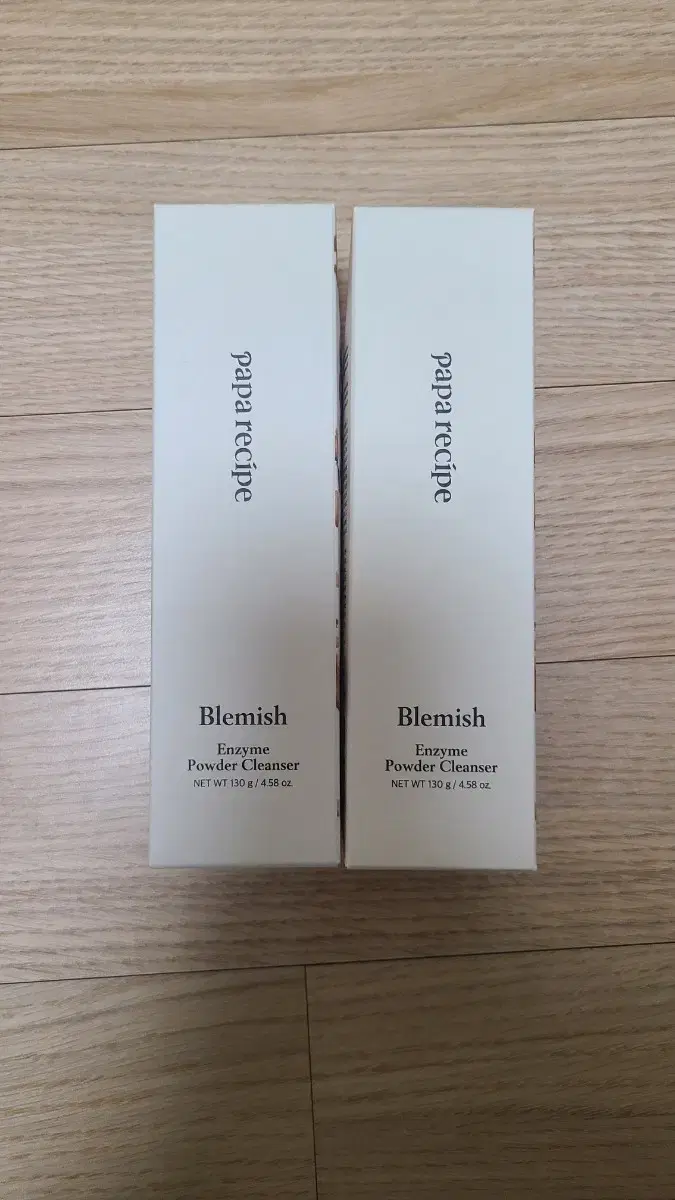 papa recipe
Blemish
Enzyme
Powder Cleanser
NET WT 130 g / 4.58 oz.
papa recipe
Blemish
Enzyme
Powder Cleanser
NET WT 130 g / 4.58 oz.